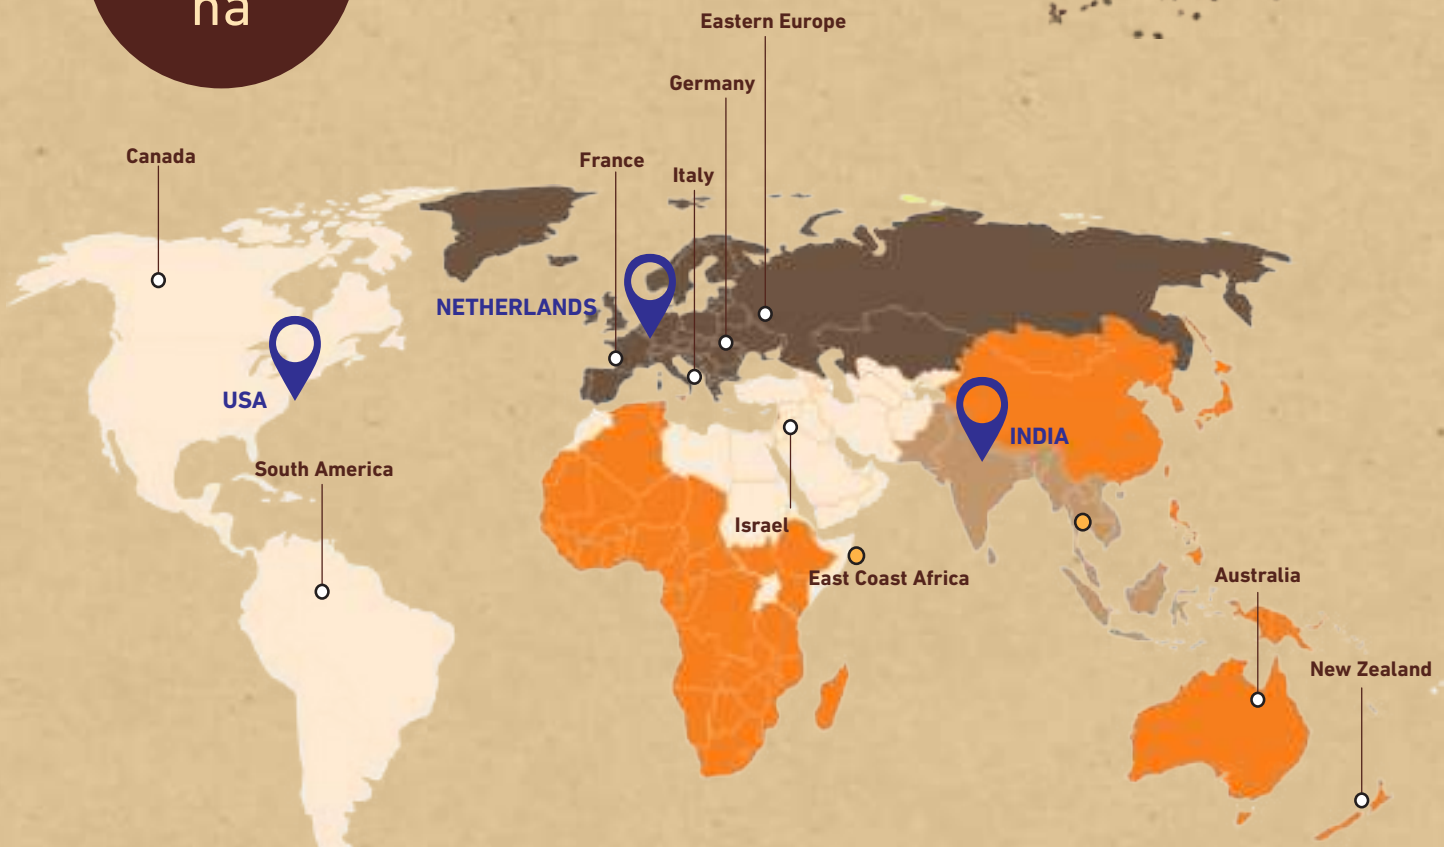 na
Eastern Europe
Germany
Canada
France
Italy
NETHERLANDS
USA
INDIA
South America
Israel
East Coast Africa
Australia
New Zealand